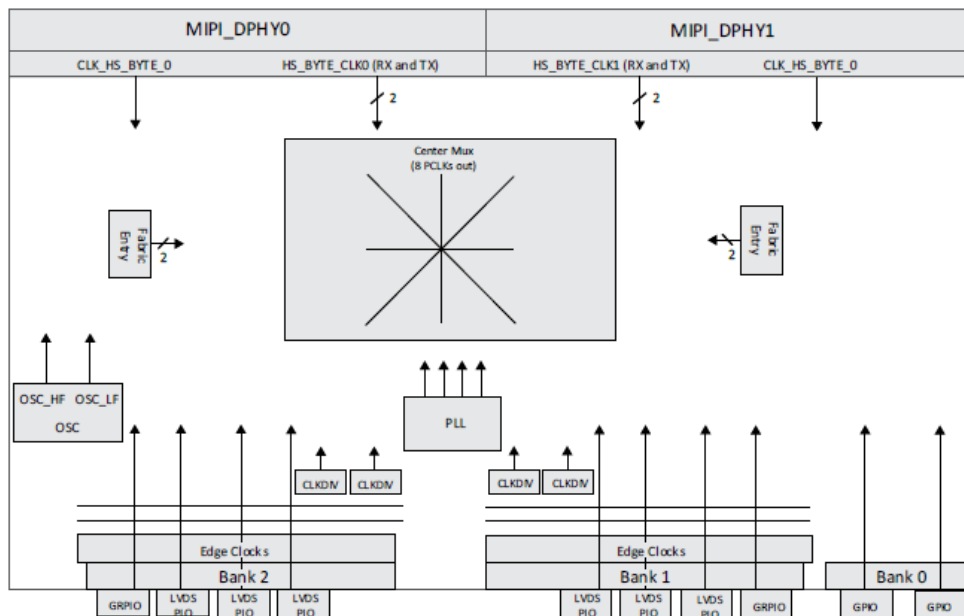 MIPI_DPHY0 MIPI_DPHY1
CLK_HS_BYTE_0 HS_BYTE_CLK0 (RX and TX) HS_BYTE_CLK1 (RX and TX) CLK_HS_BYTE_0
2 2
Center Mux
(8 PCLKs out)
Fabric
Entry
2
Fabric
Entry
2
OSC_HF OSC_LF
OSC
PLL
CLKDIV CLKDIV CLKDIV CLKDIV
Edge Clocks Edge Clocks
Bank 2 Bank 1 Bank 0
GRPIO LVDS PIO LVDS PIO LVDS PIO LVDS PIO LVDS PIO LVDS PIO GRPIO GPIO GPIO